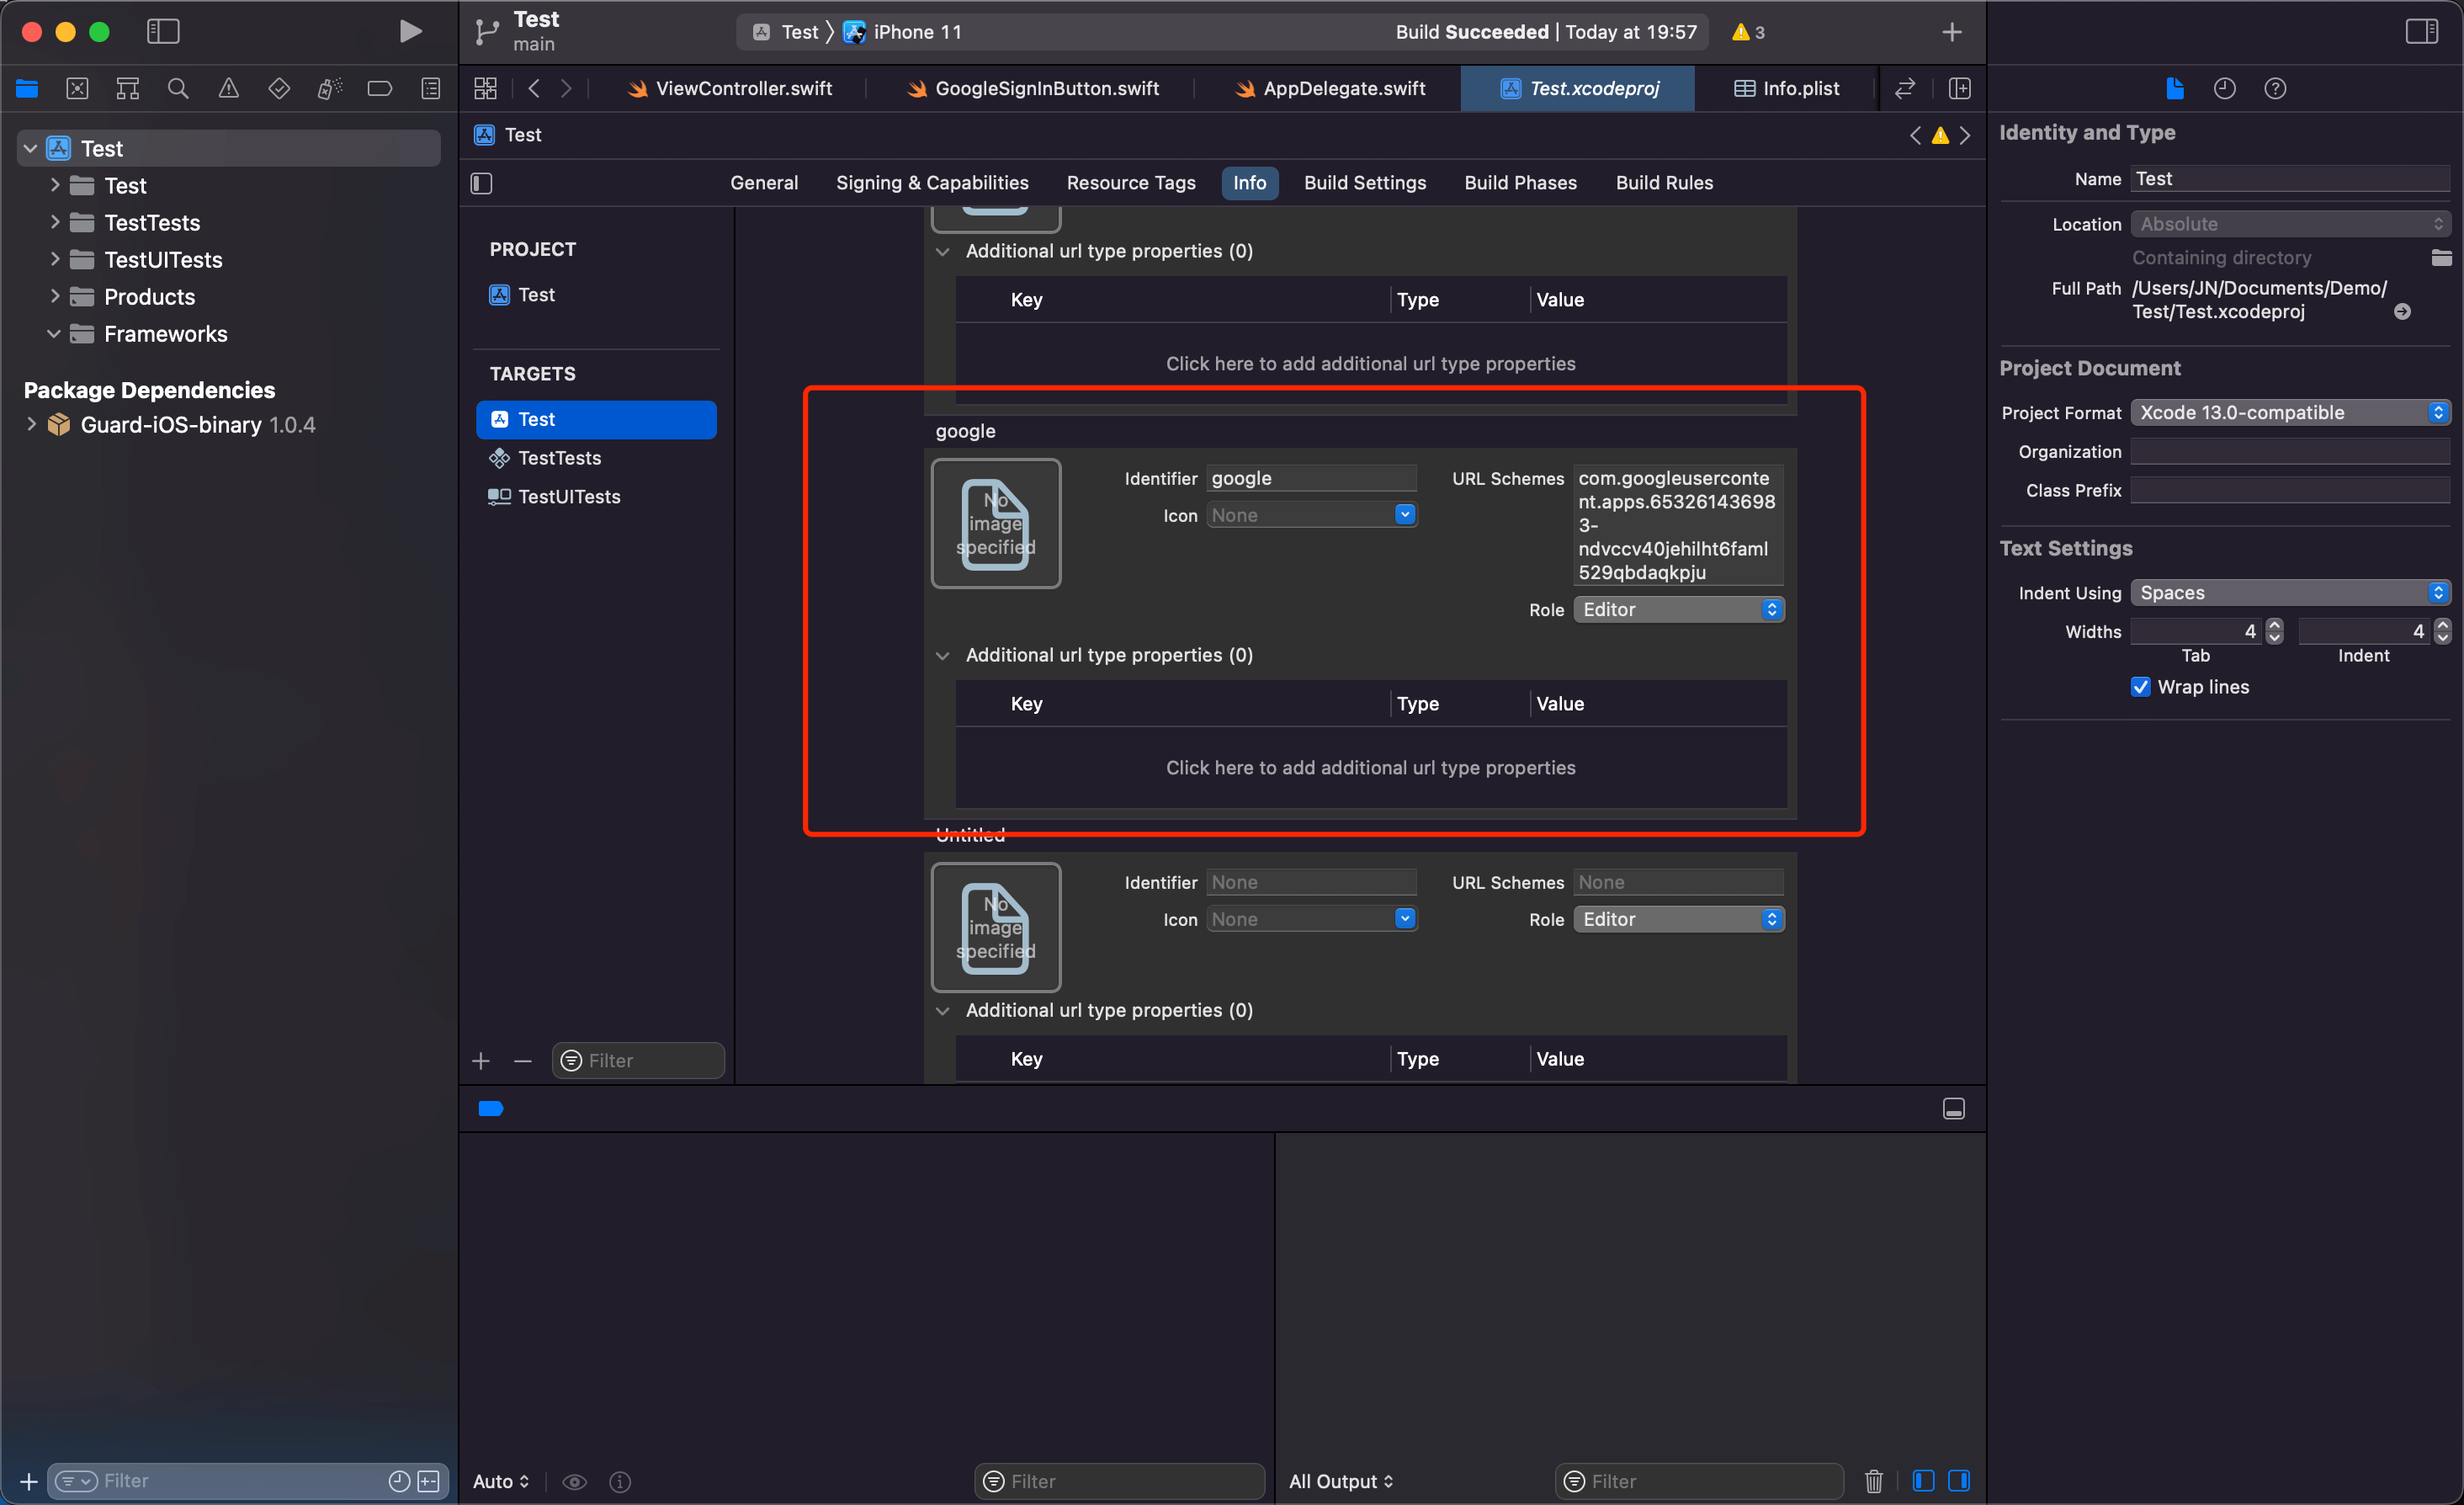 Test
main
Test
iPhone 11
Build Succeeded | Today at 19:57
3
ViewController.swift
GoogleSignInButton.swift
AppDelegate.swift
Test.xcodeproj
Info.plist
Test
Test
TestTests
TestUITests
Products
Frameworks
Package Dependencies
Guard-iOS-binary 1.0.4
Filter
Test
General
Signing & Capabilities
Resource Tags
Info
Build Settings
Build Phases
Build Rules
PROJECT
Test
TARGETS
Test
TestTests
TestUITests
Filter
Additional url type properties (0)
Key Type Value
Click here to add additional url type properties
google
No
image
specified
Identifier google
Icon None
URL Schemes com.googleuserconte
nt.apps.65326143698
3-
ndvccv40jehilht6faml
529qbdaqkpju
Role Editor
Additional url type properties (0)
Key Type Value
Click here to add additional url type properties
Untitled
No
image
specified
Identifier None
Icon None
URL Schemes None
Role Editor
Additional url type properties (0)
Key Type Value
Auto
Filter
All Output
Filter
Identity and Type
Name Test
Location Absolute
Containing directory
Full Path /Users/JN/Documents/Demo/
Test/Test.xcodeproj
Project Document
Project Format Xcode 13.0-compatible
Organization
Class Prefix
Text Settings
Indent Using Spaces
Widths 4 4
Tab Indent
Wrap lines